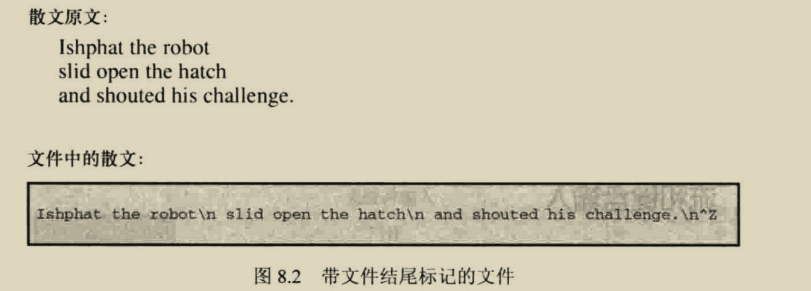 散文原文：
Ishphat the robot
slid open the hatch
and shouted his challenge.
文件中的散文：
Ishphat the robot\n slid open the hatch\n and shouted his challenge.\n^Z
图 8.2 带文件结尾标记的文件